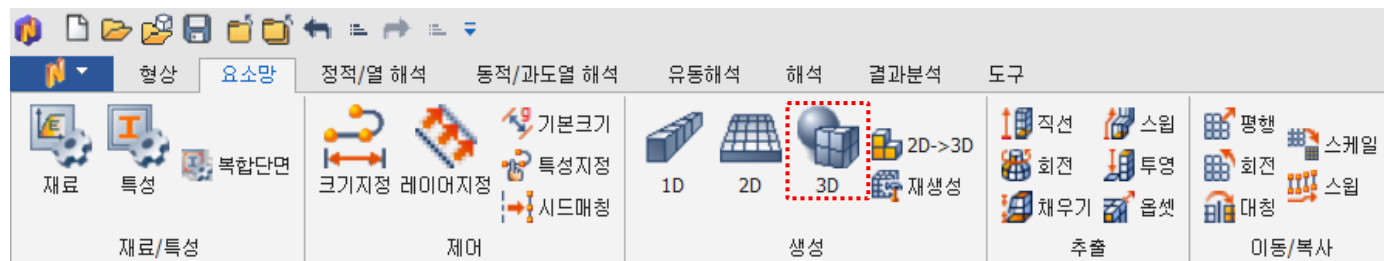 형상 요소망 정적/열 해석 동적/과도열 해석 유동해석 해석 결과분석 도구
재료 특성 복합단면
재료/특성
크기지정 레이어지정 기본크기
특성지정
시드매칭
제어
1D 2D 3D 2D->3D
재생성
생성
직선 스윕
회전 투영
채우기 옵셋
추출
평행 스케일
회전 스윕
대칭
이동/복사